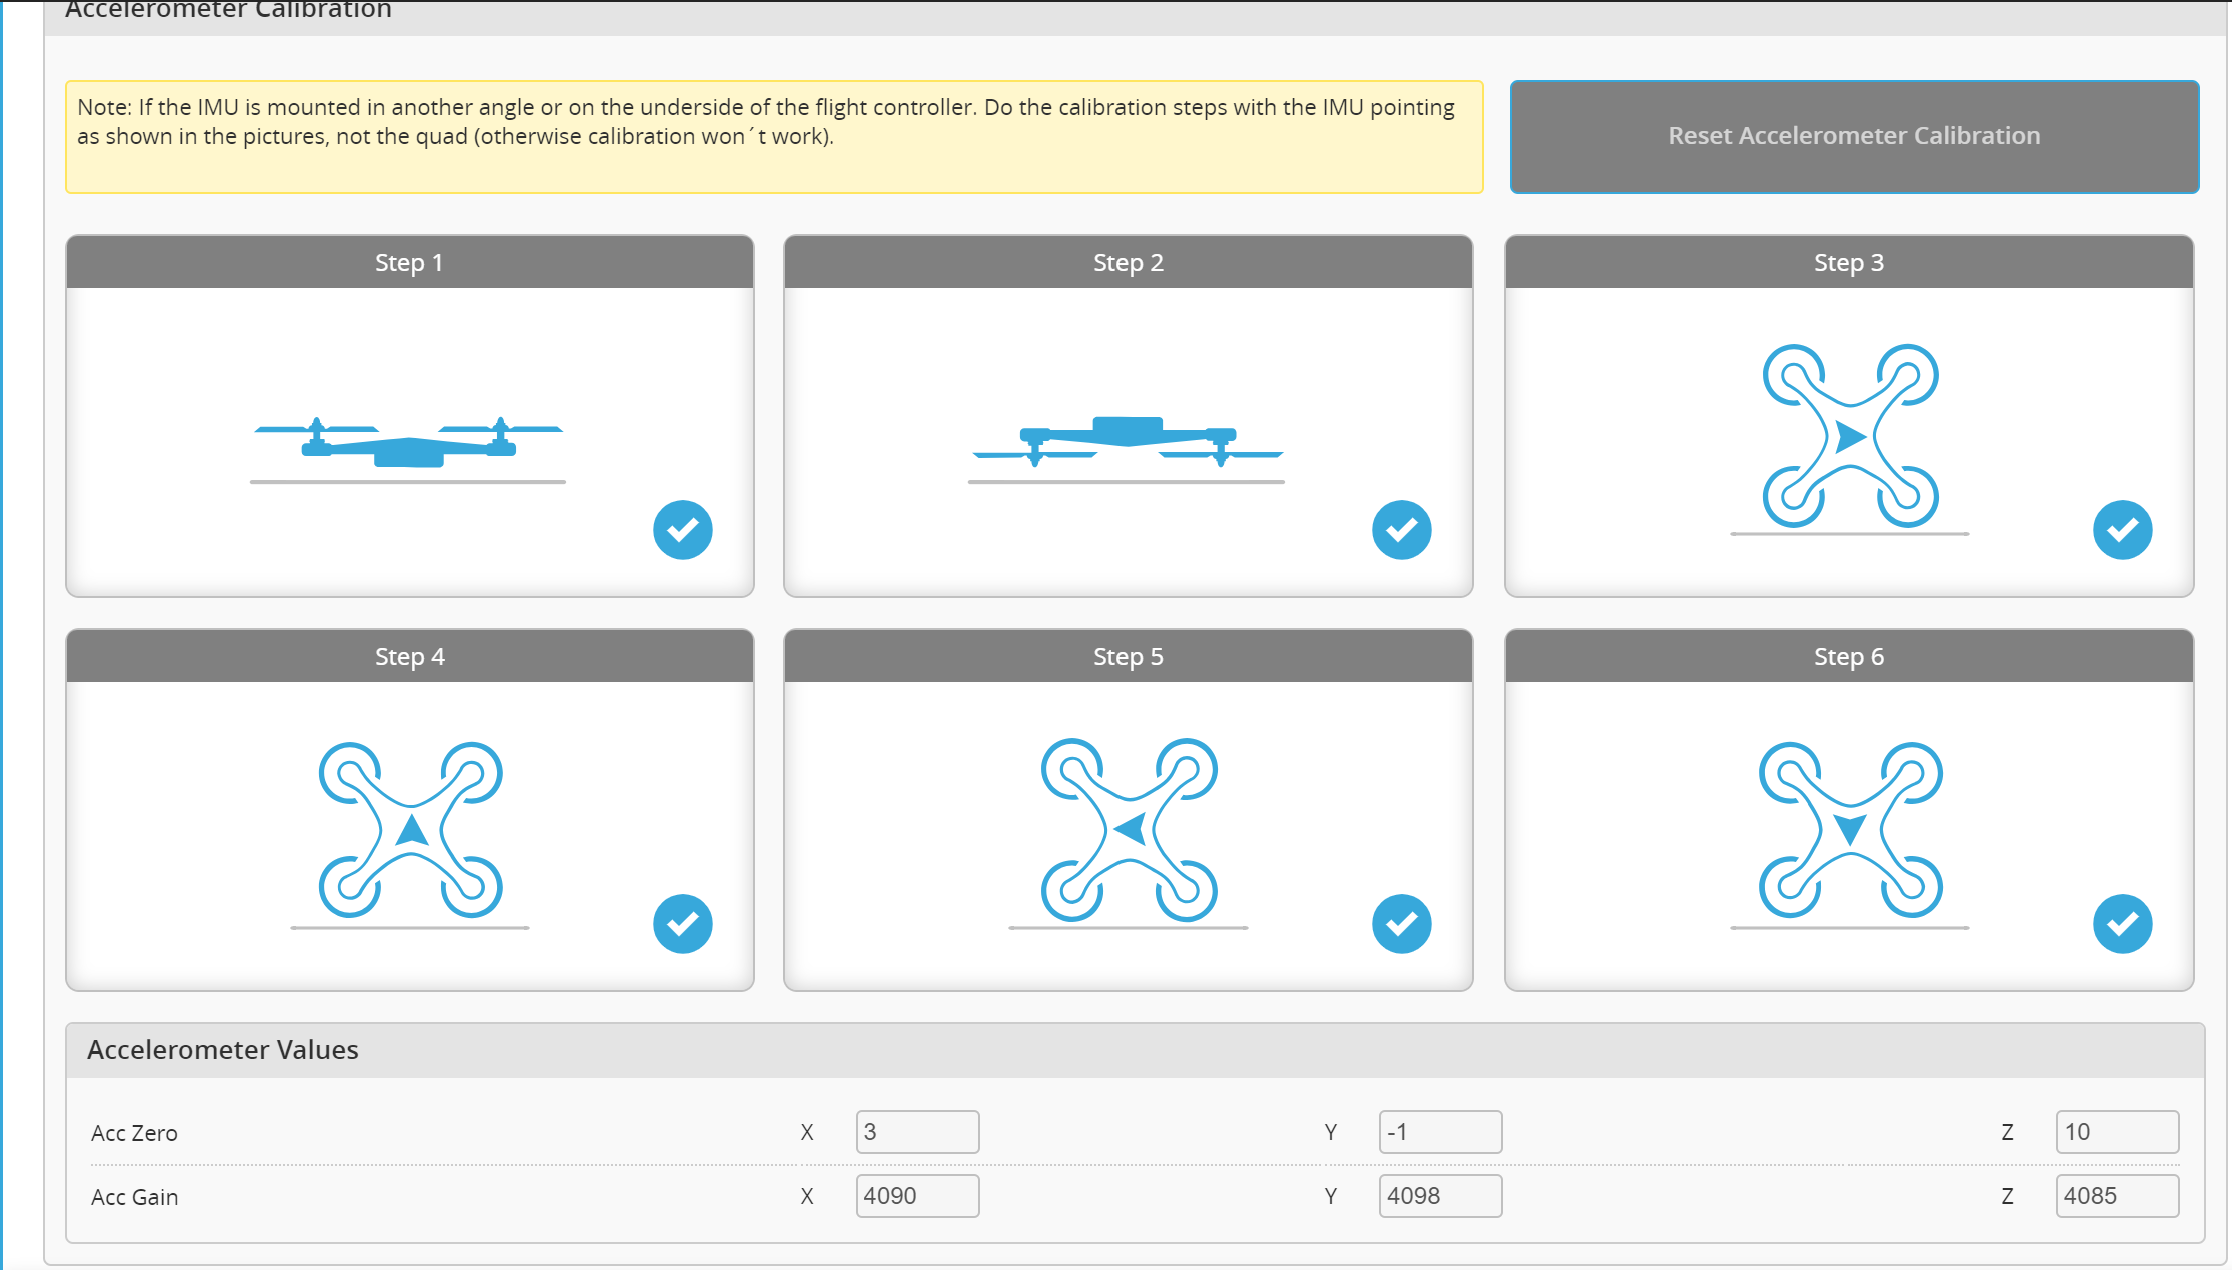 Accelerometer Calibration
Note: If the IMU is mounted in another angle or on the underside of the flight controller. Do the calibration steps with the IMU pointing
as shown in the pictures, not the quad (otherwise calibration won´t work).
Reset Accelerometer Calibration
Step 1
Step 2
Step 3
Step 4
Step 5
Step 6
Accelerometer Values
Acc Zero X 3 Y -1 Z 10
Acc Gain X 4090 Y 4098 Z 4085